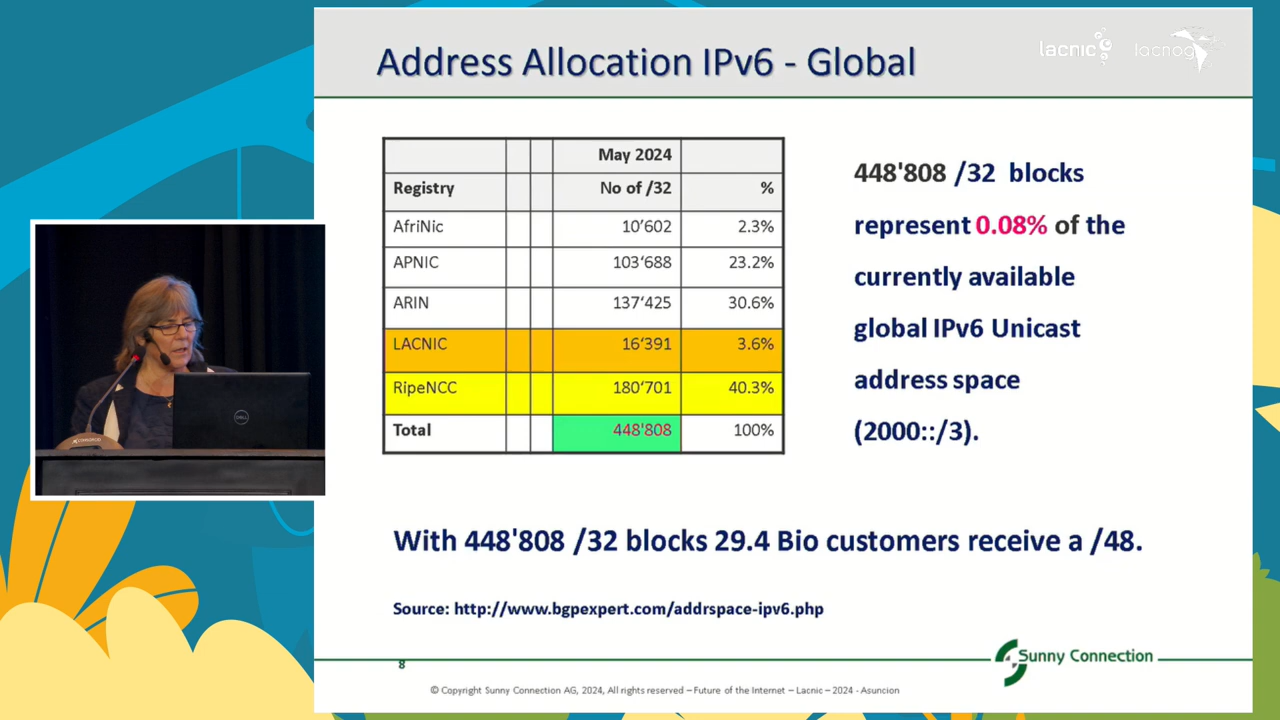 Address Allocation IPv6 - Global
lacnic
lacnog
May 2024
Registry No of /32 %
AfriNic 10’602 2.3%
APNIC 103‘688 23.2%
ARIN 137‘425 30.6%
LACNIC 16’391 3.6%
RipeNCC 180’701 40.3%
Total 448'808 100%
448'808 /32 blocks
represent 0.08% of the
currently available
global IPv6 Unicast
address space
(2000::/3).
With 448'808 /32 blocks 29.4 Bio customers receive a /48.
Source: http://www.bgpexpert.com/addrspace-ipv6.php
8
Sunny Connection
© Copyright Sunny Connection AG, 2024, All rights reserved – Future of the Internet – Lacnic – 2024 - Asuncion
DELL